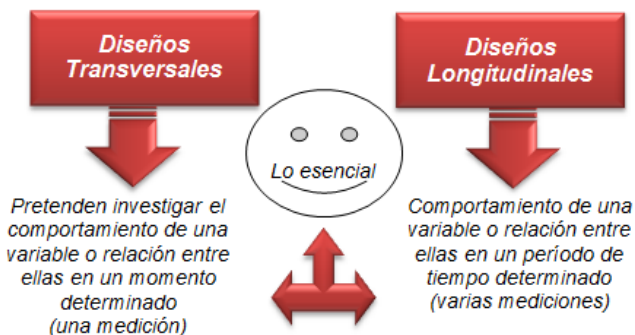 Diseños
Transversales
Diseños
Longitudinales
Lo esencial
Pretenden investigar el
comportamiento de una
variable o relación entre
ellas en un momento
determinado
(una medición)
Comportamiento de una
variable o relación entre
ellas en un período de
tiempo determinado
(varias mediciones)